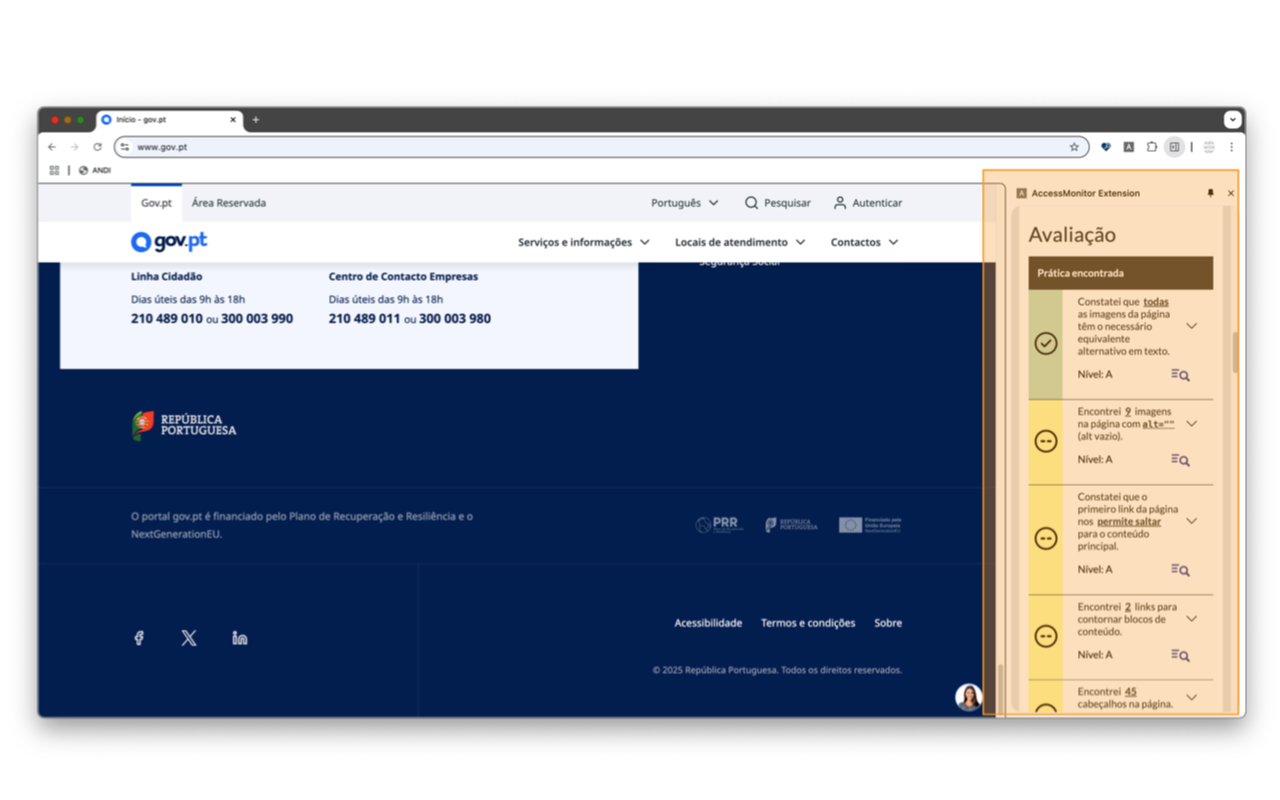 Início - gov.pt
www.gov.pt
ANDI
Gov.pt
Área Reservada
Português
Pesquisar
Autenticar
gov.pt
Serviços e informações
Locais de atendimento
Contactos
Segurança Social
Linha Cidadão
Dias úteis das 9h às 18h
210 489 010 ou 300 003 990
Centro de Contacto Empresas
Dias úteis das 9h às 18h
210 489 011 ou 300 003 980
REPÚBLICA
PORTUGUESA
O portal gov.pt é financiado pelo Plano de Recuperação e Resiliência e o
NextGenerationEU.
PRR
REPÚBLICA
PORTUGUESA
Financiado pela
União Europeia
Acessibilidade
Termos e condições
Sobre
© 2025 República Portuguesa. Todos os direitos reservados.
A AccessMonitor Extension
Avaliação
Prática encontrada
Constatei que todas
as imagens da página
têm o necessário
equivalente
alternativo em texto.
Nível: A
Encontrei 9 imagens
na página com alt=""
(alt vazio).
Nível: A
Constatei que o
primeiro link da página
nos permite saltar
para o conteúdo
principal.
Nível: A
Encontrei 2 links para
contornar blocos de
conteúdo.
Nível: A
Encontrei 45
cabeçalhos na página.